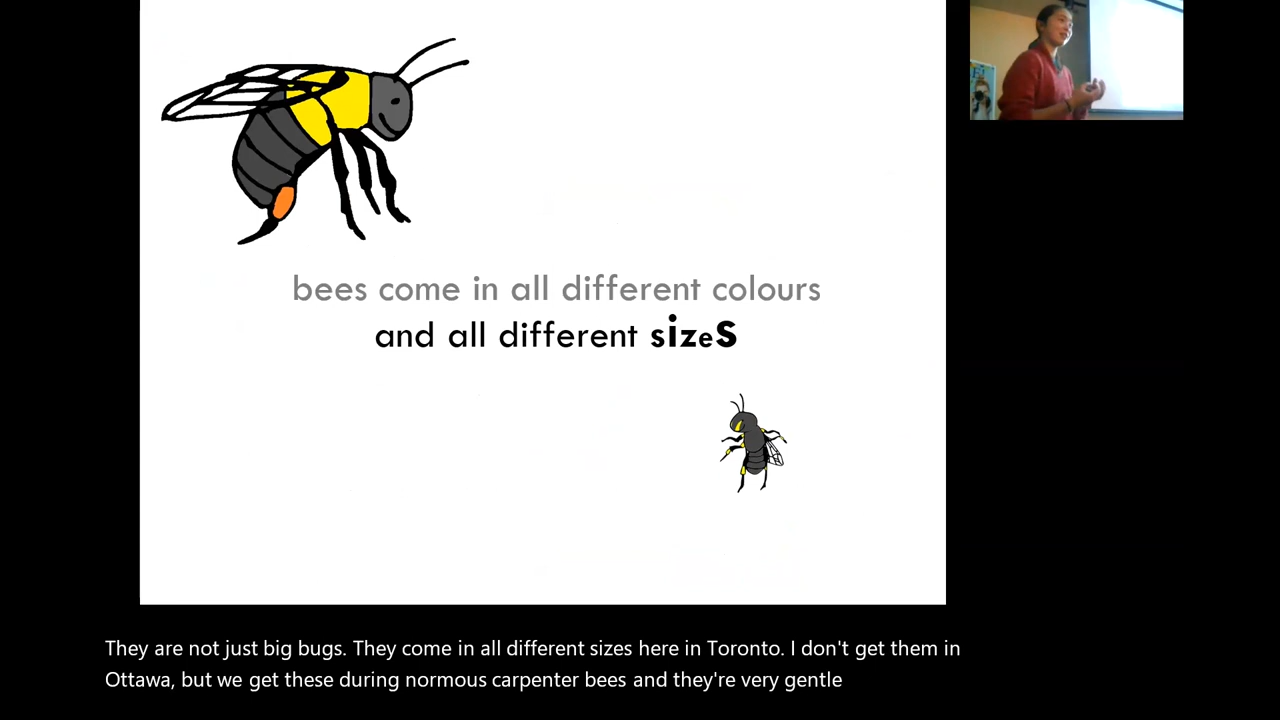 bees come in all different colours
and all different sizes
They are not just big bugs. They come in all different sizes here in Toronto. I don't get them in
Ottawa, but we get these during normous carpenter bees and they're very gentle